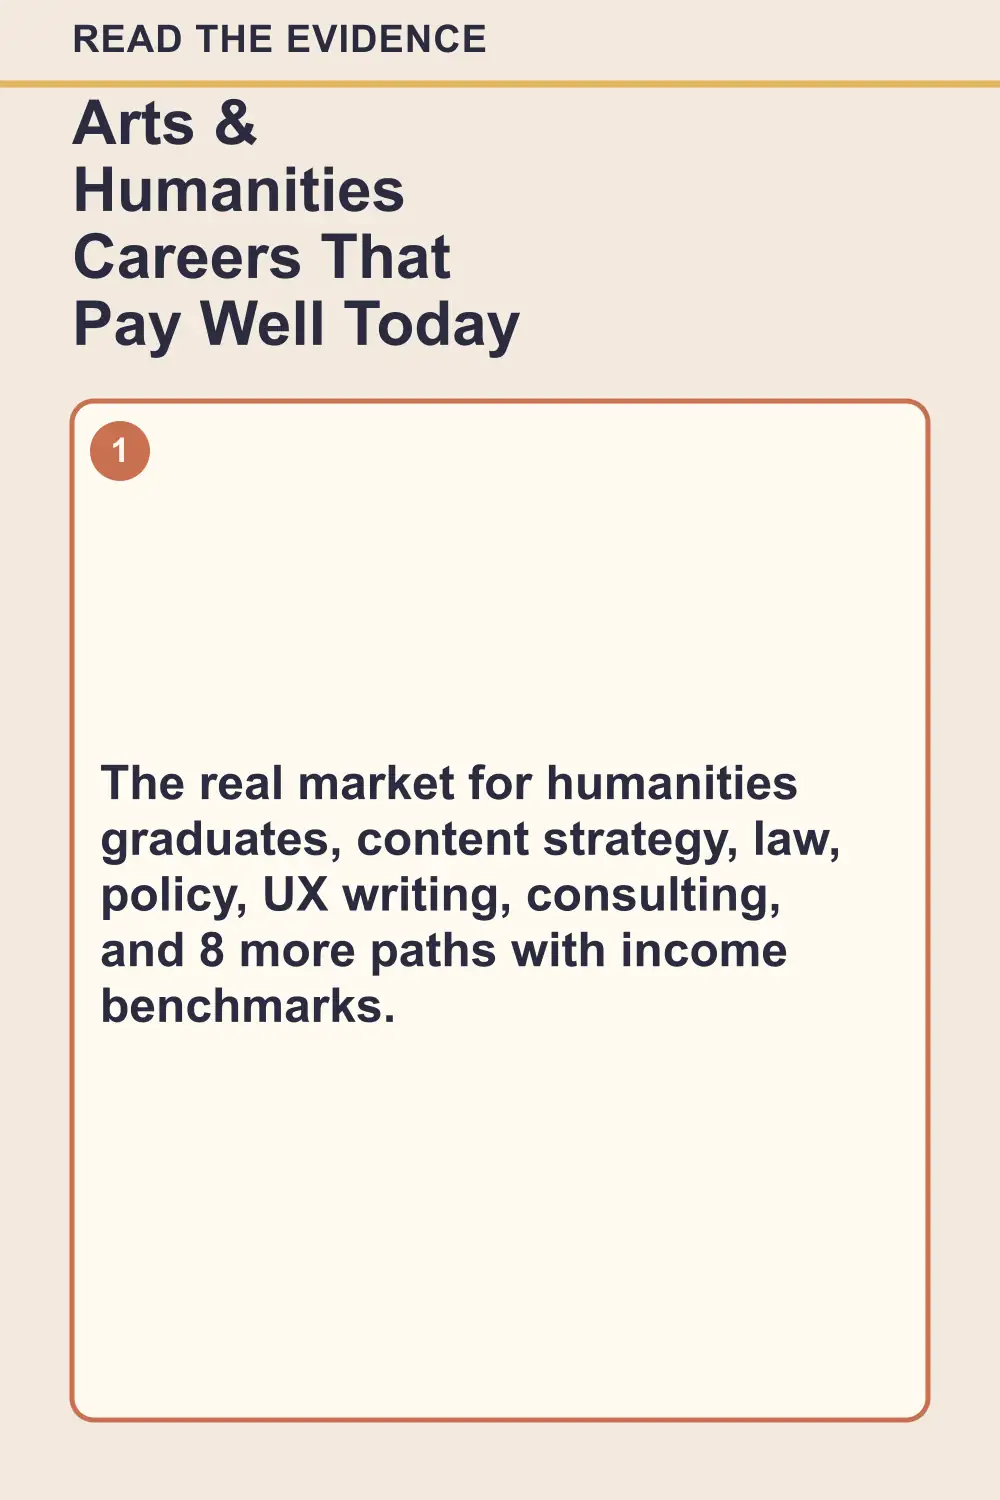 READ THE EVIDENCE
Arts &
Humanities
Careers That
Pay Well Today
1
The real market for humanities
graduates, content strategy, law,
policy, UX writing, consulting,
and 8 more paths with income
benchmarks.